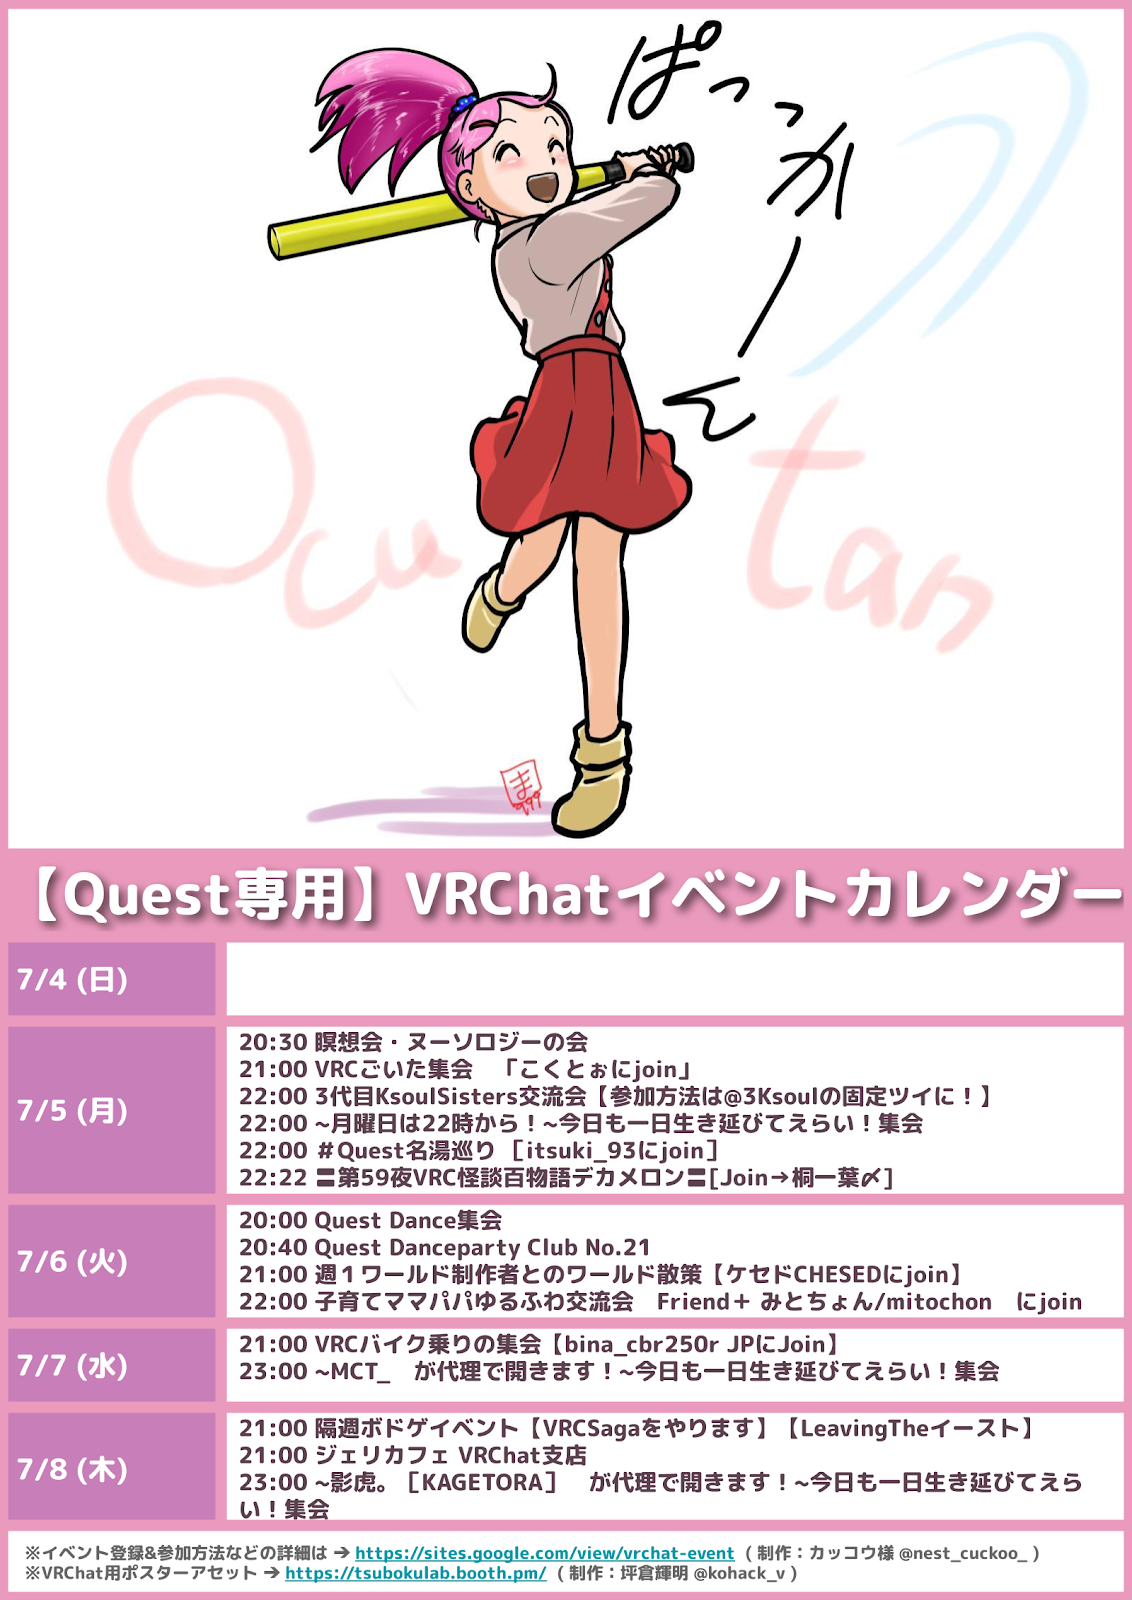 ぱっっかーん
Ocu tan
ま
999
【Quest専用】VRChatイベントカレンダー
7/4 (日)
7/5 (月)
20:30 瞑想会・ヌーソロジーの会
21:00 VRCごいた集会　「こくとぉにjoin」
22:00 3代目KsoulSisters交流会【参加方法は@3Ksoulの固定ツイに！】
22:00 ~月曜日は22時から！~今日も一日生き延びてえらい！集会
22:00 ＃Quest名湯巡り ［itsuki_93にjoin］
22:22 〓第59夜VRC怪談百物語デカメロン〓[Join→桐一葉〆]
7/6 (火)
20:00 Quest Dance集会
20:40 Quest Danceparty Club No.21
21:00 週１ワールド制作者とのワールド散策【ケセドCHESEDにjoin】
22:00 子育てママパパゆるふわ交流会　Friend＋ みとちょん/mitochon　にjoin
7/7 (水)
21:00 VRCバイク乗りの集会【bina_cbr250r JPにJoin】
23:00 ~MCT_　が代理で開きます！~今日も一日生き延びてえらい！集会
7/8 (木)
21:00 隔週ボドゲイベント【VRCSagaをやります】【LeavingTheイースト】
21:00 ジェリカフェ VRChat支店
23:00 ~影虎。［KAGETORA］　が代理で開きます！~今日も一日生き延びてえら
い！集会
※イベント登録&参加方法などの詳細は → https://sites.google.com/view/vrchat-event （ 制作：カッコウ様 @nest_cuckoo_ ）
※VRChat用ポスターアセット → https://tsubokulab.booth.pm/ （ 制作：坪倉輝明 @kohack_v ）